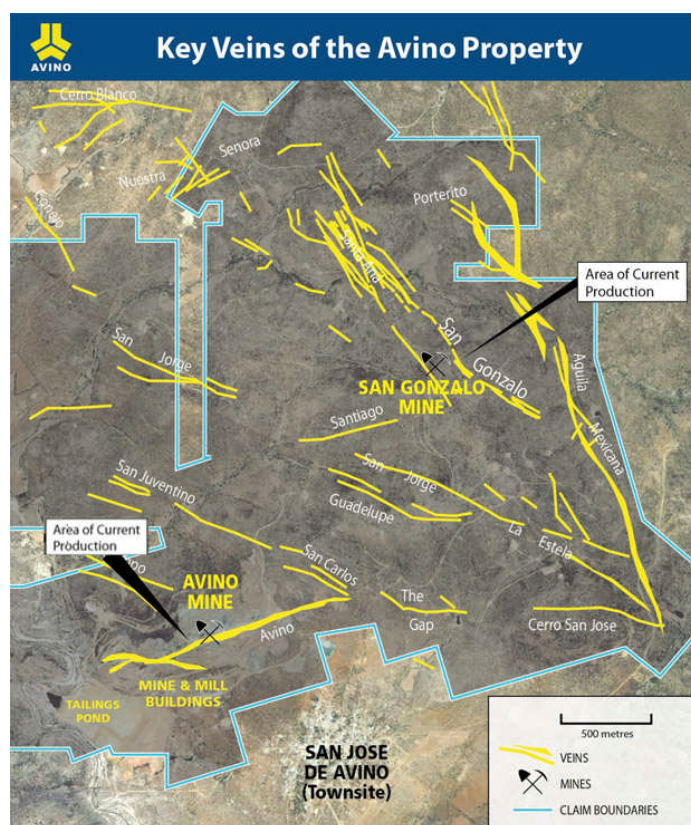 AVINO
Key Veins of the Avino Property
Cerro Blanco
Nuestra
Senora
Conejo
Porterito
Santa Ana
Area of Current
Production
San
Gonzalo
SAN GONZALO
MINE
San
Jorge
Aguila
Mexicana
Santiago
San
Jorge
La
Estela
Guadelupe
San Juventino
Area of Current
Production
San Carlos
AVINO
MINE
Avino
The
Gap
Cerro San Jose
MINE & MILL
BUILDINGS
TAILINGS
POND
SAN JOSE
DE AVINO
(Townsite)
500 metres
VEINS
MINES
CLAIM BOUNDARIES